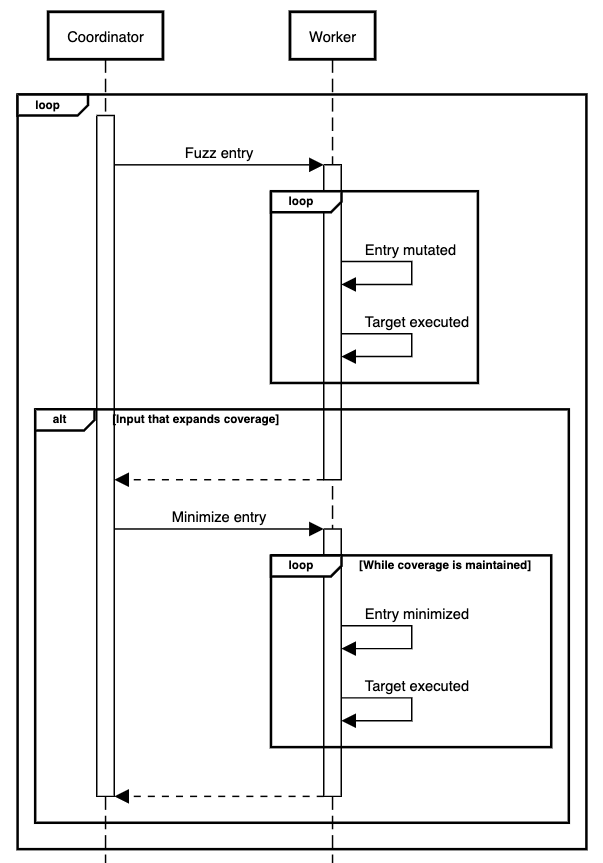 Coordinator
Worker
loop
Fuzz entry
loop
Entry mutated
Target executed
alt
[Input that expands coverage]
Minimize entry
loop
[While coverage is maintained]
Entry minimized
Target executed